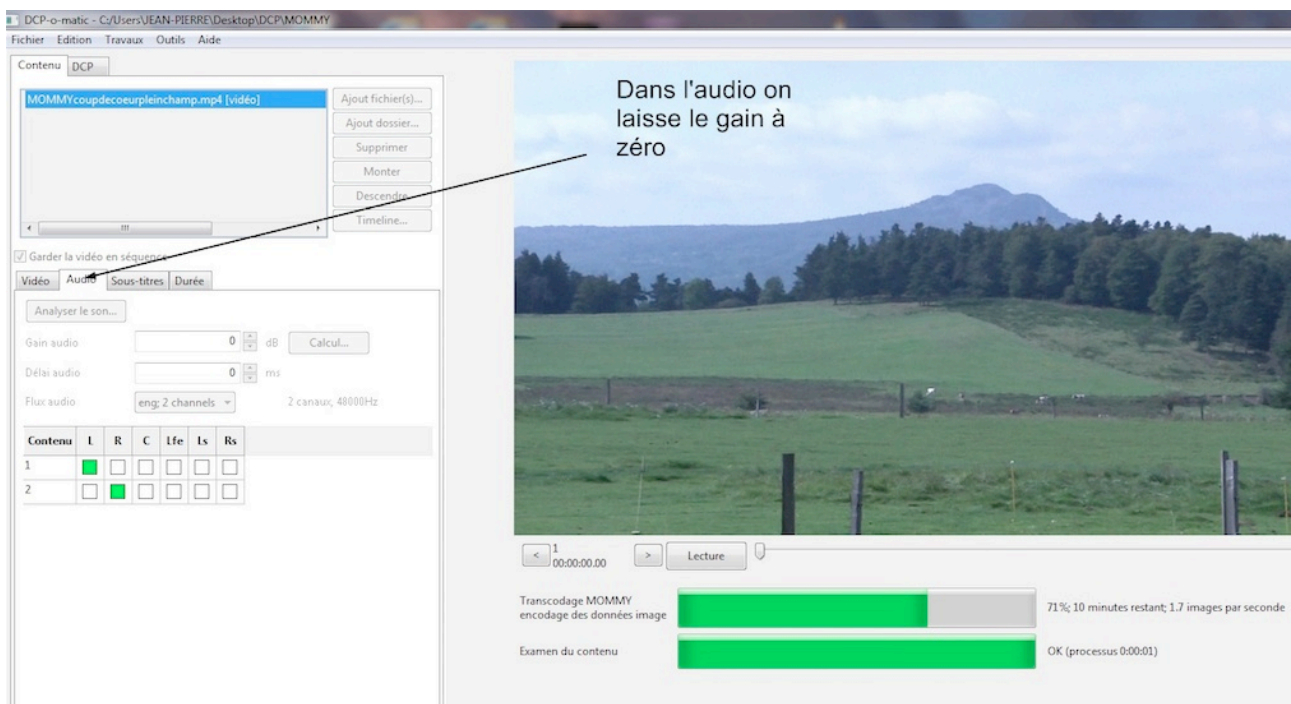 DCP-o-matic - C:/Users\JEAN-PIERRE\Desktop\DCP\MOMMY
Fichier Edition Travaux Outils Aide
Contenu DCP
MOMMYcoupdecoeurpleinchamp.mp4 [vidéo]
Ajout fichier(s)...
Ajout dossier...
Supprimer
Monter
Descendre
Timeline...
Garder la vidéo en séquence
Vidéo Audio Sous-titres Durée
Analyser le son...
Gain audio 0 dB Calcul...
Délai audio 0 ms
Flux audio eng; 2 channels 2 canaux, 48000Hz
Contenu L R C Lfe Ls Rs
1
2
Dans l'audio on
laisse le gain à
zéro
< 1 > Lecture
00:00:00.00
Transcodage MOMMY
encodage des données image
71%; 10 minutes restant; 1.7 images par seconde
Examen du contenu
OK (processus 0:00:01)